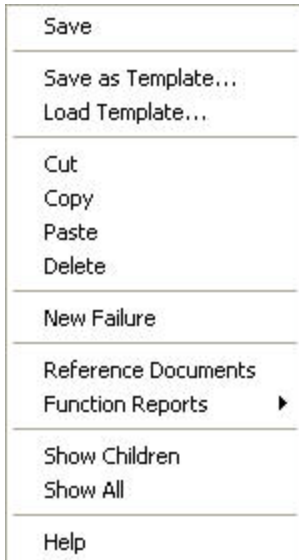 Save
Save as Template...
Load Template...
Cut
Copy
Paste
Delete
New Failure
Reference Documents
Function Reports
Show Children
Show All
Help